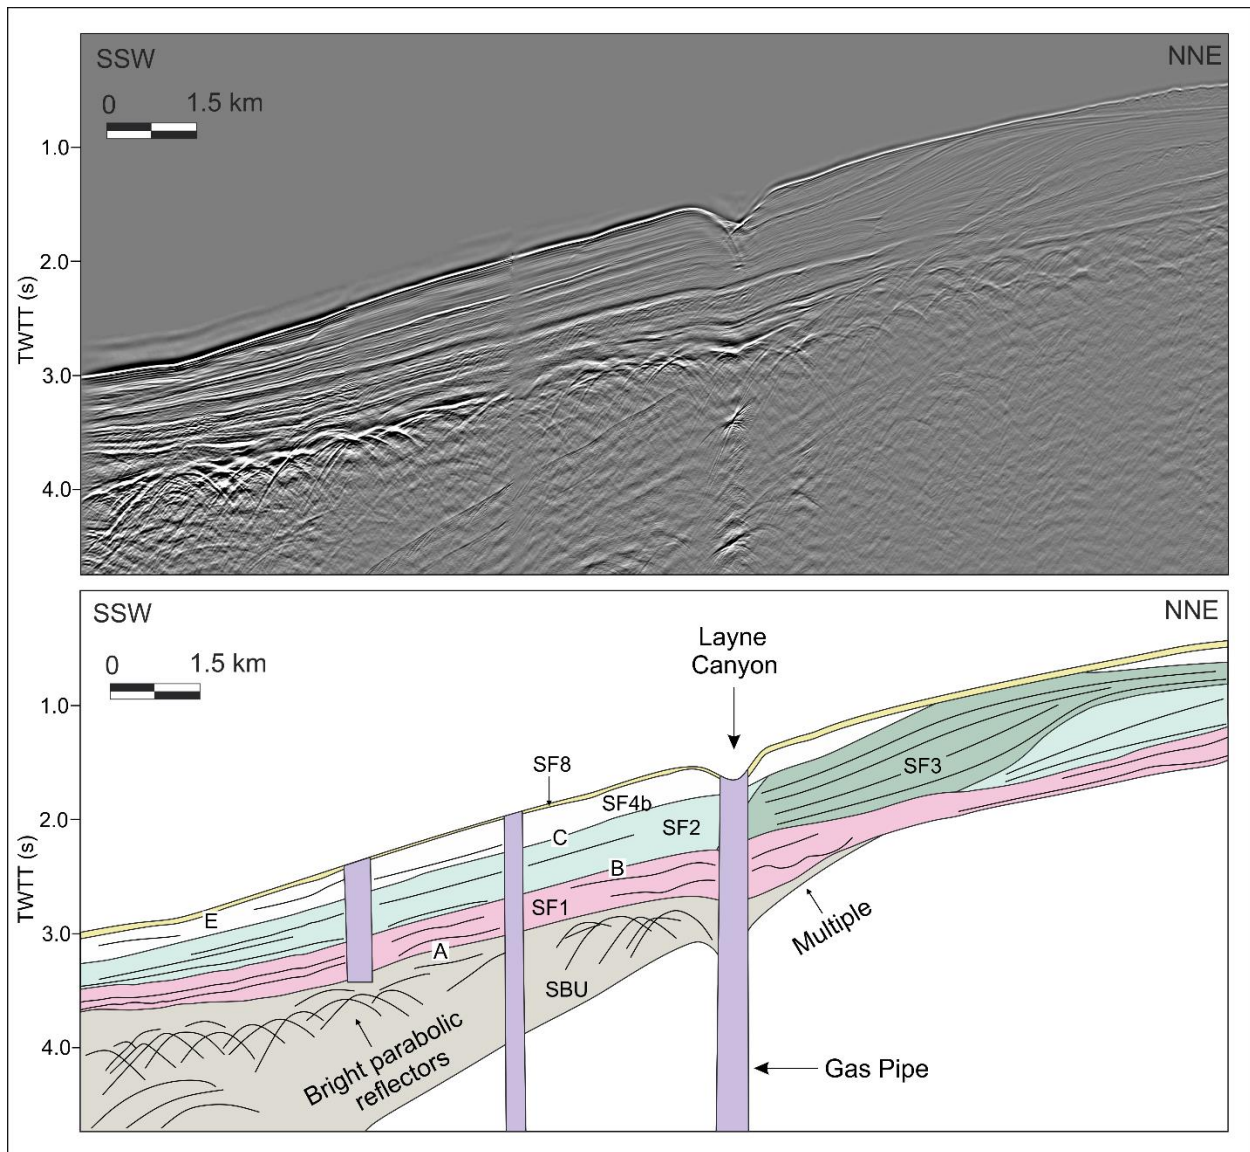 SSW
NNE
0 1.5 km
1.0
2.0
3.0
4.0
TWTT (s)
SSW
NNE
0 1.5 km
Layne
Canyon
1.0
SF8
SF3
SF4b
2.0
C
SF2
B
E
SF1
3.0
A
Multiple
SBU
4.0
Bright parabolic
reflectors
Gas Pipe
TWTT (s)